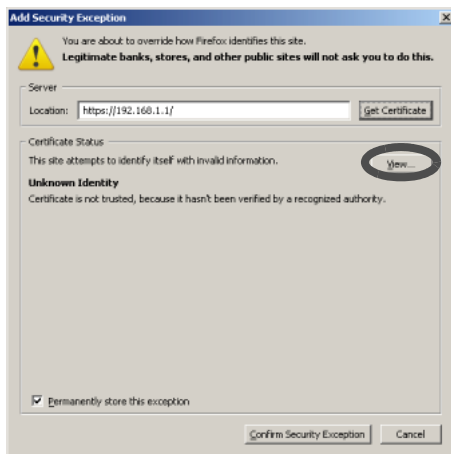 Add Security Exception
You are about to override how Firefox identifies this site.
Legitimate banks, stores, and other public sites will not ask you to do this.
Server
Location: https://192.168.1.1/ Get Certificate
Certificate Status
This site attempts to identify itself with invalid information. View...
Unknown Identity
Certificate is not trusted, because it hasn't been verified by a recognized authority.
Permanently store this exception
Confirm Security Exception Cancel